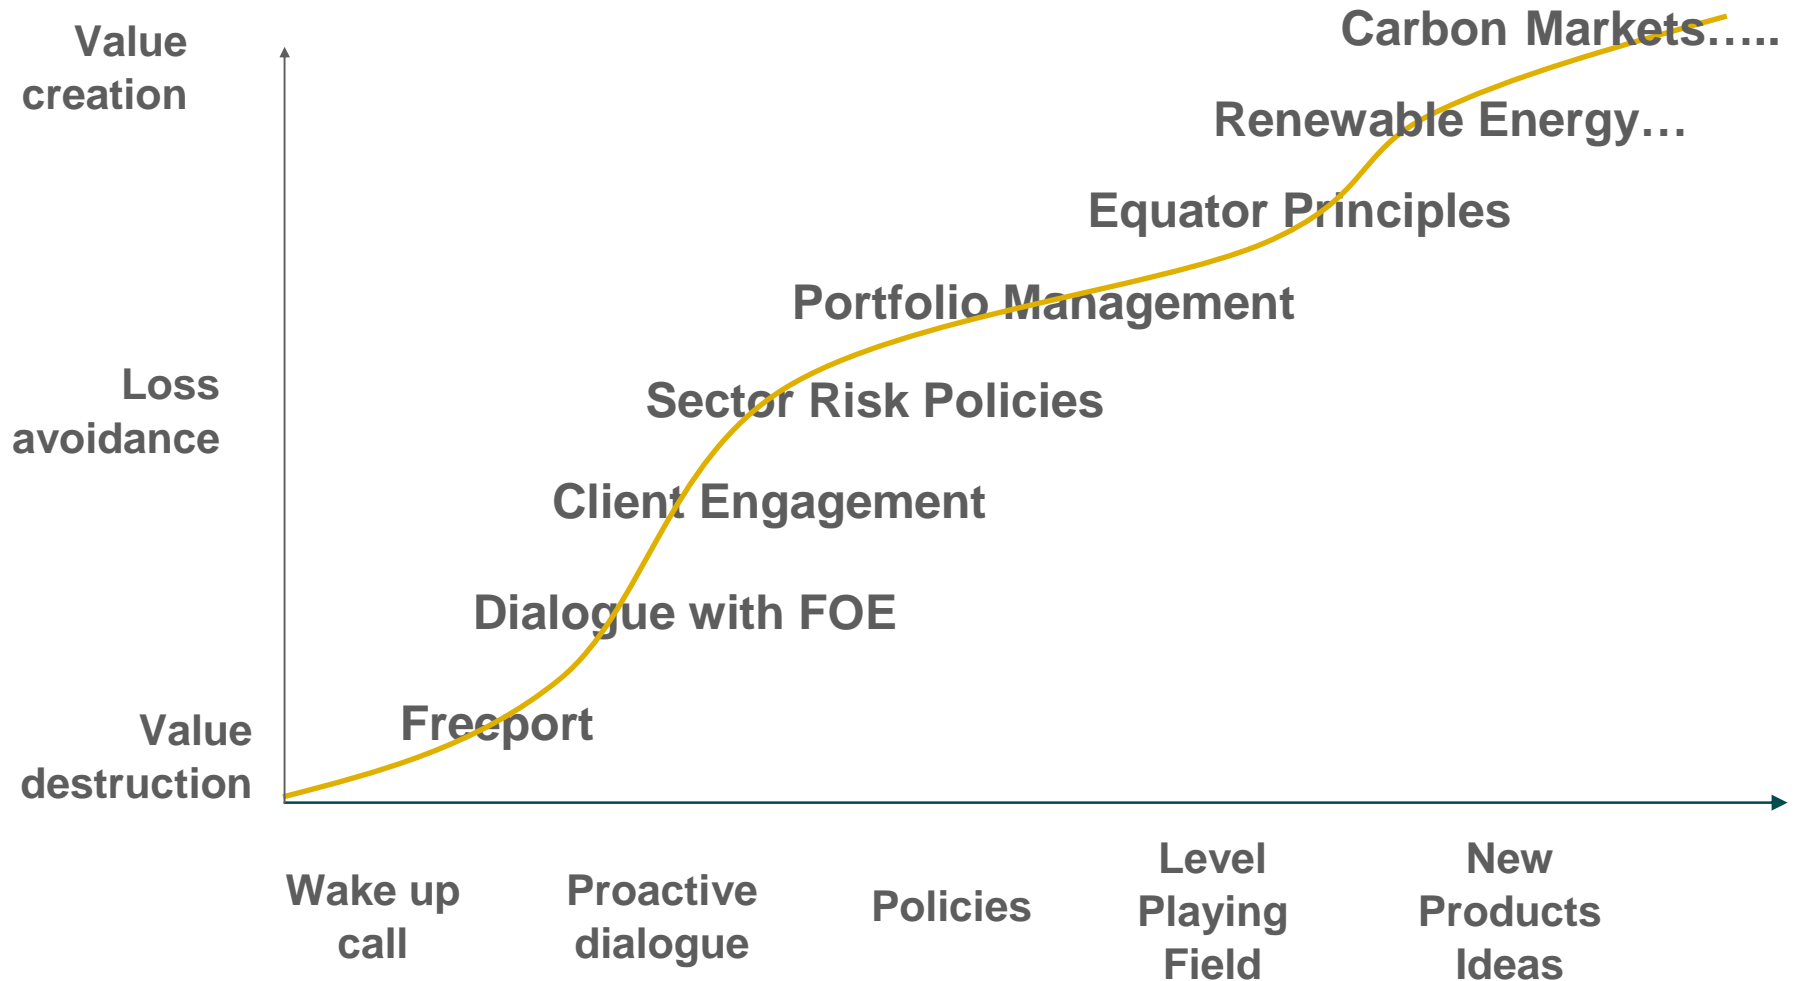 Value
creation
Loss
avoidance
Value
destruction
Carbon Markets…..
Renewable Energy…
Equator Principles
Portfolio Management
Sector Risk Policies
Client Engagement
Dialogue with FOE
Freeport
Wake up
call
Proactive
dialogue
Policies
Level
Playing
Field
New
Products
Ideas